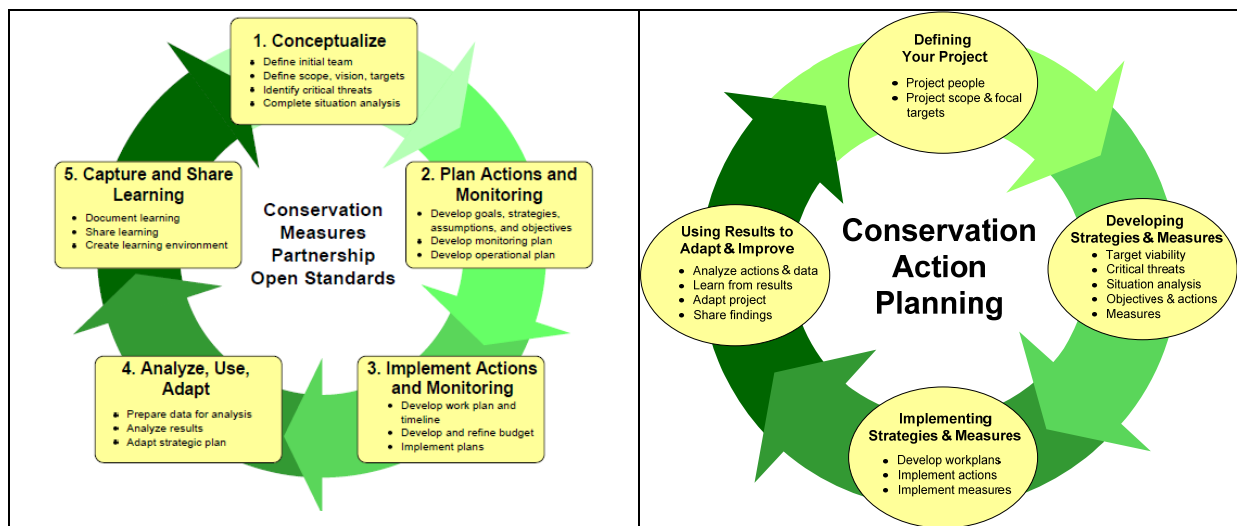 1. Conceptualize
• Define initial team
• Define scope, vision, targets
• Identify critical threats
• Complete situation analysis
2. Plan Actions and
Monitoring
• Develop goals, strategies,
assumptions, and objectives
• Develop monitoring plan
• Develop operational plan
3. Implement Actions
and Monitoring
• Develop work plan and
timeline
• Develop and refine budget
• Implement plans
4. Analyze, Use,
Adapt
• Prepare data for analysis
• Analyze results
• Adapt strategic plan
5. Capture and Share
Learning
• Document learning
• Share learning
• Create learning environment
Conservation
Measures
Partnership
Open Standards
Defining
Your Project
• Project people
• Project scope & focal
targets
Developing
Strategies & Measures
• Target viability
• Critical threats
• Situation analysis
• Objectives & actions
• Measures
Implementing
Strategies & Measures
• Develop workplans
• Implement actions
• Implement measures
Using Results to
Adapt & Improve
• Analyze actions & data
• Learn from results
• Adapt project
• Share findings
Conservation
Action
Planning